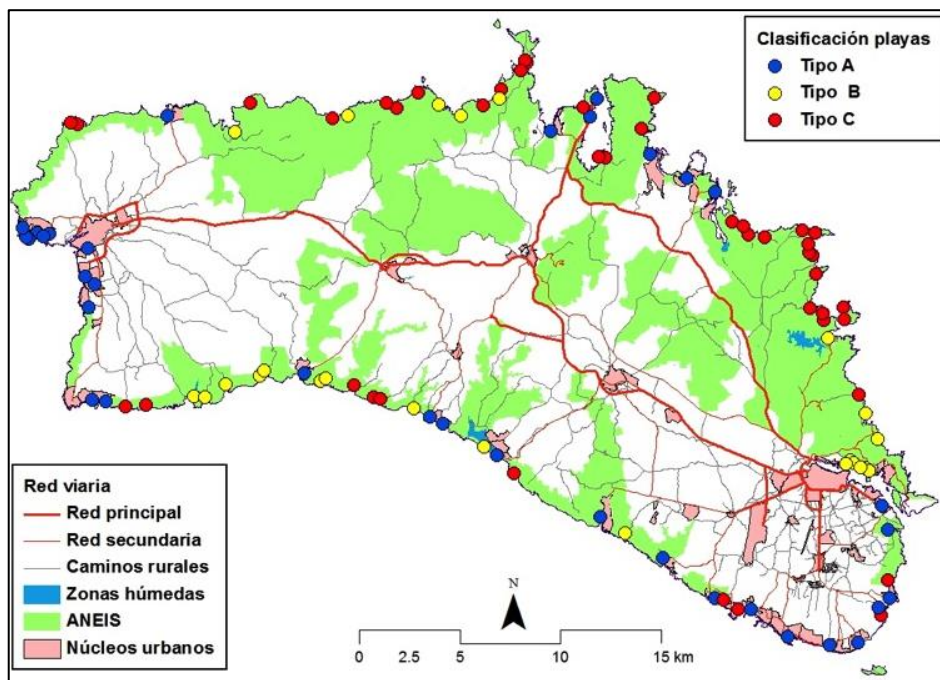 Clasificación playas
Tipo A
Tipo B
Tipo C
Red viaria
Red principal
Red secundaria
Caminos rurales
Zonas húmedas
ANEIS
Núcleos urbanos
N
0 2.5 5 10 15 km